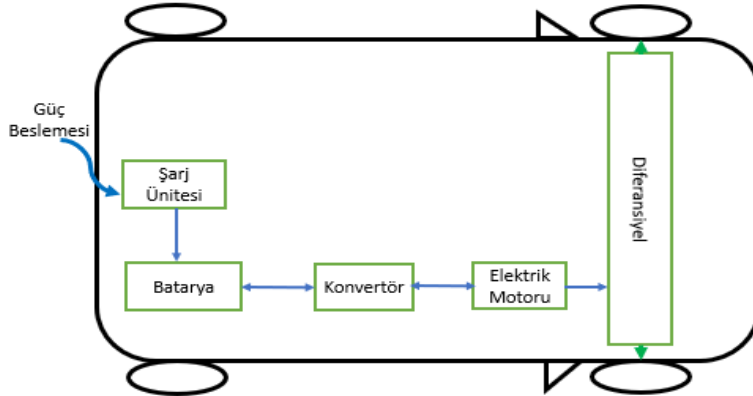 Güç
Beslemesi
Şarj
Ünitesi
Batarya
Konvertör
Elektrik
Motoru
Diferansiyel